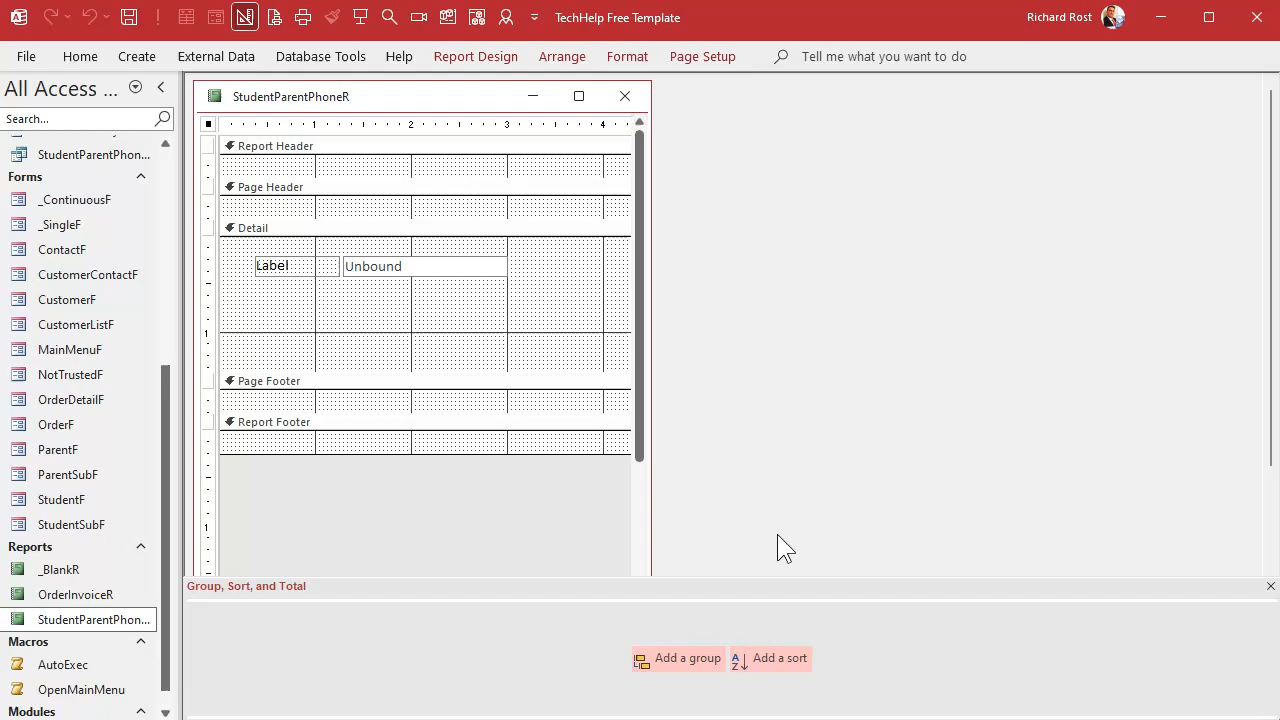 TechHelp Free Template
Richard Rost
File Home Create External Data Database Tools Help Report Design Arrange Format Page Setup Tell me what you want to do
All Access ...
Search...
StudentParentPhon...
Forms
_ContinuousF
_SingleF
ContactF
CustomerContactF
CustomerF
CustomerListF
MainMenuF
NotTrustedF
OrderDetailF
OrderF
ParentF
ParentSubF
StudentF
StudentSubF
Reports
_BlankR
OrderInvoiceR
StudentParentPhon...
Macros
AutoExec
OpenMainMenu
Modules
StudentParentPhoneR
1 2 3 4
Report Header
Page Header
Detail
Label Unbound
1
Page Footer
Report Footer
1
Group, Sort, and Total
Add a group
A
Z
Add a sort